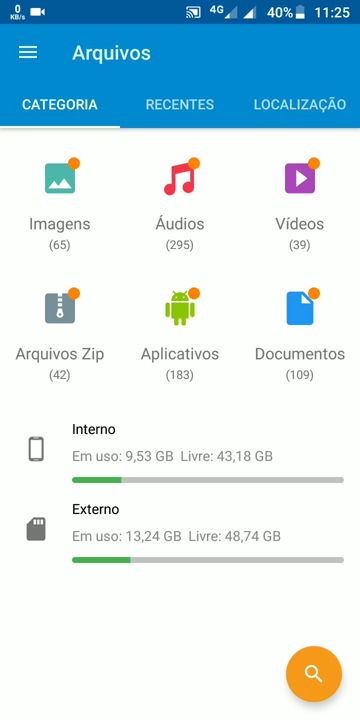 0 KB/s 4G 40% 11:25
Arquivos
CATEGORIA RECENTES LOCALIZAÇÃO
Imagens Áudios Vídeos
(65) (295) (39)
Arquivos Zip Aplicativos Documentos
(42) (183) (109)
Interno
Em uso: 9,53 GB Livre: 43,18 GB
Externo
Em uso: 13,24 GB Livre: 48,74 GB